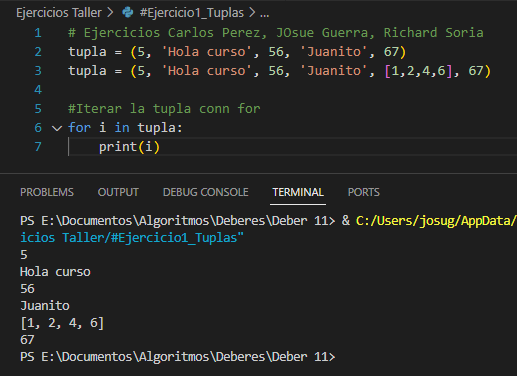 Ejercicios Taller > #Ejercicio1_Tuplas > ...
1 # Ejercicios Carlos Perez, JOsue Guerra, Richard Soria
2 tupla = (5, 'Hola curso', 56, 'Juanito', 67)
3 tupla = (5, 'Hola curso', 56, 'Juanito', [1,2,4,6], 67)
4
5 #Iterar la tupla conn for
6 for i in tupla:
7 print(i)
PROBLEMS OUTPUT DEBUG CONSOLE TERMINAL PORTS
PS E:\Documentos\Algoritmos\Deberes\Deber 11> & C:/Users/josug/AppData/
icios Taller/#Ejercicio1_Tuplas"
5
Hola curso
56
Juanito
[1, 2, 4, 6]
67
PS E:\Documentos\Algoritmos\Deberes\Deber 11>